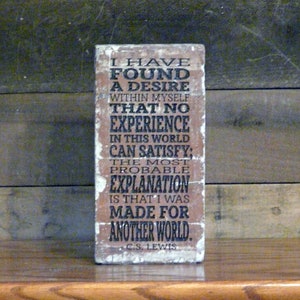 I HAVE
FOUND
A DESIRE
WITHIN MYSELF
THAT NO
EXPERIENCE
IN THIS WORLD
CAN SATISFY;
THE MOST
PROBABLE
EXPLANATION
IS THAT I WAS
MADE FOR
ANOTHER WORLD.
C.S. LEWIS